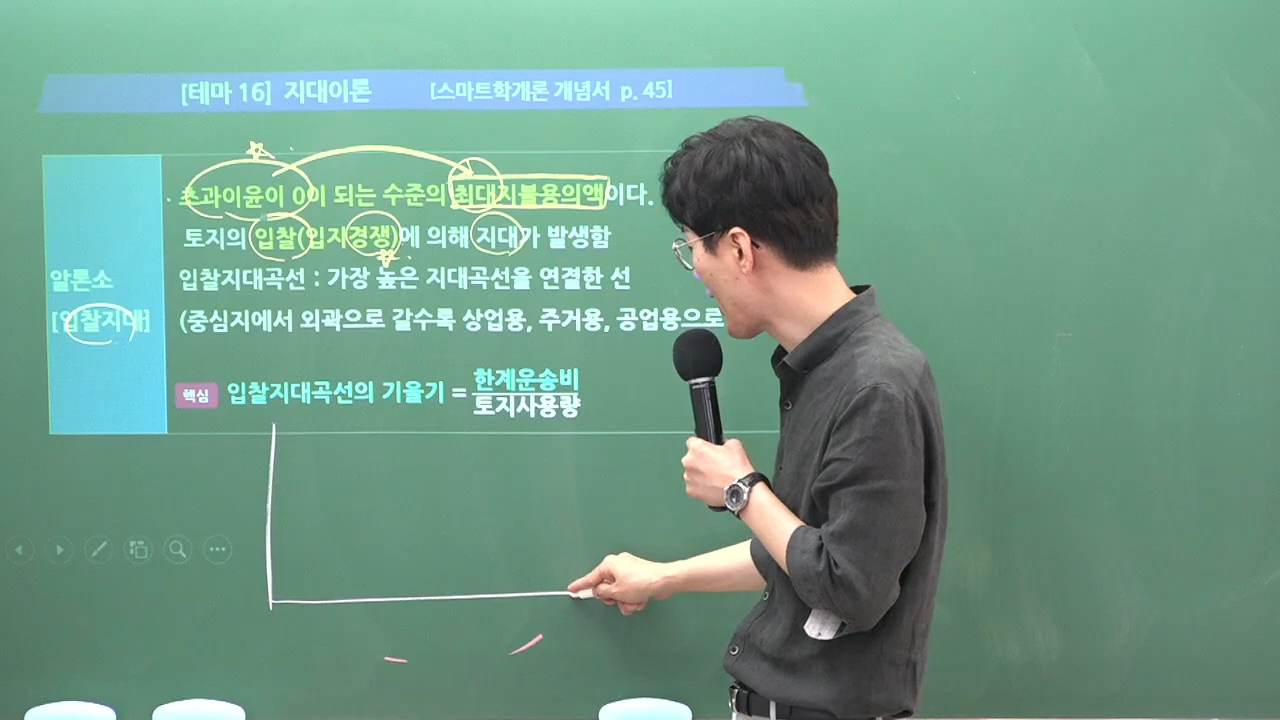 [테마 16] 지대이론 [스마트학개론 개념서 p. 45]
초과이윤이 0이 되는 수준의 최대지불용의액이다.
토지의 입찰(입지경쟁)에 의해 지대가 발생함
알론소 입찰지대곡선 : 가장 높은 지대곡선을 연결한 선
[입찰지대] (중심지에서 외곽으로 갈수록 상업용, 주거용, 공업용으로
핵심 입찰지대곡선의 기울기 = 한계운송비
토지사용량